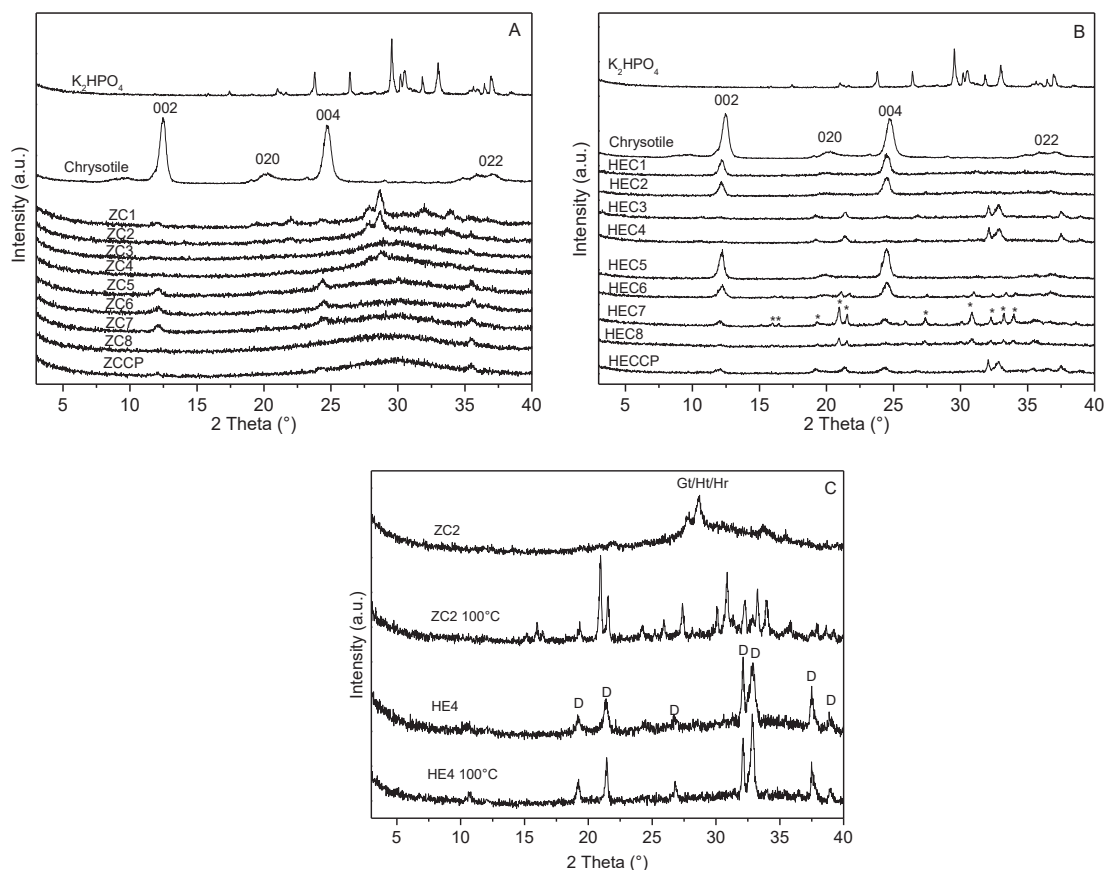 A
K2HPO4
002
004
020
022
Chrysotile
ZC1
ZC2
ZC3
ZC4
ZC5
ZC6
ZC7
ZC8
ZCCP
Intensity (a.u.)
5 10 15 20 25 30 35 40
2 Theta (°)
B
K2HPO4
002
004
020
022
Chrysotile
HEC1
HEC2
HEC3
HEC4
HEC5
HEC6
HEC7
* * * * * * * * * *
HEC8
HECCP
Intensity (a.u.)
5 10 15 20 25 30 35 40
2 Theta (°)
C
Gt/Ht/Hr
ZC2
ZC2 100°C
D D D D D D D
HE4
HE4 100°C
Intensity (a.u.)
5 10 15 20 25 30 35 40
2 Theta (°)